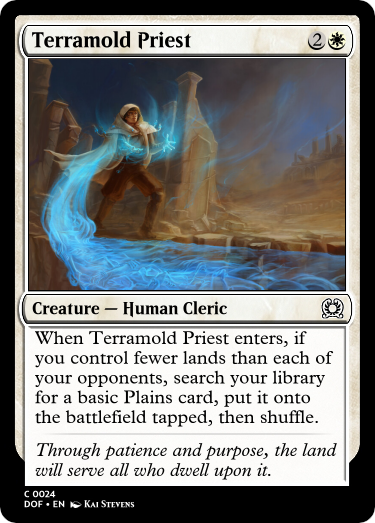 Terramold Priest 2
Creature — Human Cleric
When Terramold Priest enters, if
you control fewer lands than each of
your opponents, search your library
for a basic Plains card, put it onto
the battlefield tapped, then shuffle.
Through patience and purpose, the land
will serve all who dwell upon it.
C 0024
DOF • EN Kai Stevens